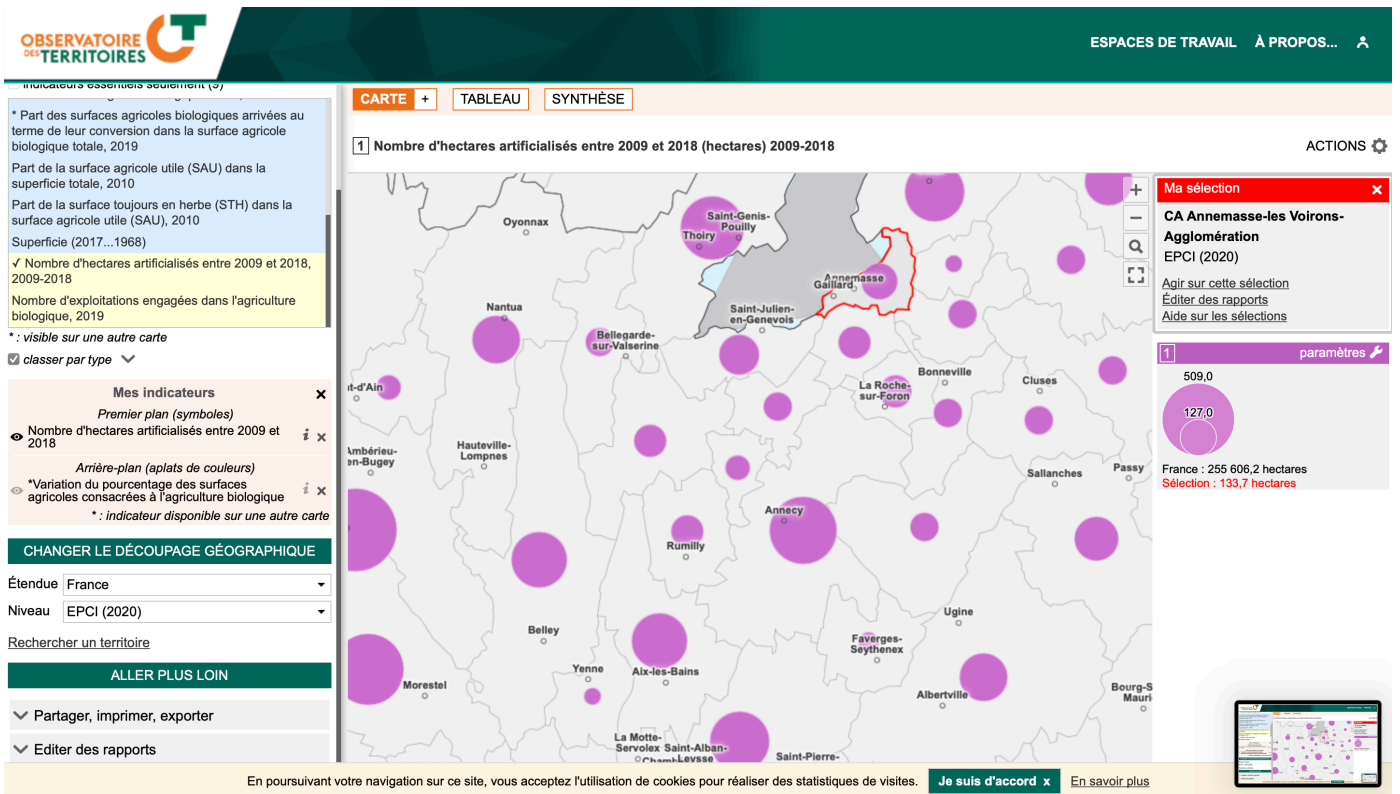 OBSERVATOIRE
DES TERRITOIRES
ESPACES DE TRAVAIL À PROPOS...
indicateurs essentiels seulement (9)
* Part des surfaces agricoles biologiques arrivées au
terme de leur conversion dans la surface agricole
biologique totale, 2019
Part de la surface agricole utile (SAU) dans la
superficie totale, 2010
Part de la surface toujours en herbe (STH) dans la
surface agricole utile (SAU), 2010
Superficie (2017...1968)
✓ Nombre d'hectares artificialisés entre 2009 et 2018,
2009-2018
Nombre d'exploitations engagées dans l'agriculture
biologique, 2019
* : visible sur une autre carte
classer par type
Mes indicateurs x
Premier plan (symboles)
Nombre d'hectares artificialisés entre 2009 et
2018
i x
Arrière-plan (aplats de couleurs)
*Variation du pourcentage des surfaces
agricoles consacrées à l'agriculture biologique
i x
* : indicateur disponible sur une autre carte
CHANGER LE DÉCOUPAGE GÉOGRAPHIQUE
Étendue France
Niveau EPCI (2020)
Rechercher un territoire
ALLER PLUS LOIN
Partager, imprimer, exporter
Editer des rapports
CARTE + TABLEAU SYNTHÈSE
1 Nombre d'hectares artificialisés entre 2009 et 2018 (hectares) 2009-2018
ACTIONS
Oyonnax
Saint-Genis-
Pouilly
Thoiry
Annemasse
Gaillard
Nantua
Saint-Julien-
en-Genevois
Bellegarde-
sur-Valserine
Bonneville
t-d'Ain
La Roche-
sur-Foron
Cluses
Ambérieu-
en-Bugey
Hauteville-
Lompnes
Sallanches
Passy
Annecy
Rumilly
Ugine
Belley
Faverges-
Seythenex
Yenne
Aix-les-Bains
Morestel
Albertville
Bourg-S
Mauri
La Motte-
Servolex
Saint-Alban-
Leysse
Chamb
Saint-Pierre-
+
−
Ma sélection x
CA Annemasse-les Voirons-
Agglomération
EPCI (2020)
Agir sur cette sélection
Éditer des rapports
Aide sur les sélections
1 paramètres
509,0
127,0
France : 255 606,2 hectares
Sélection : 133,7 hectares
En poursuivant votre navigation sur ce site, vous acceptez l'utilisation de cookies pour réaliser des statistiques de visites. Je suis d'accord x En savoir plus